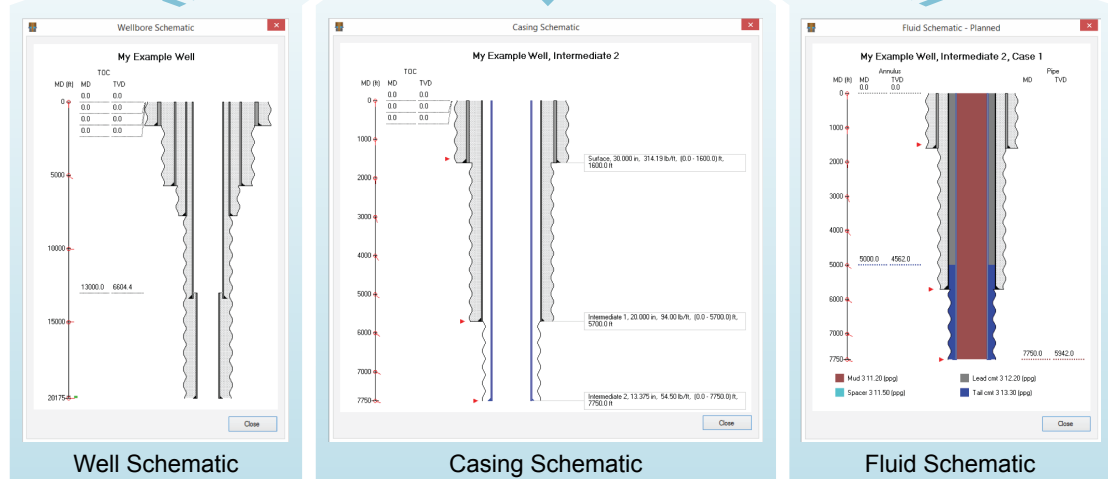 Wellbore Schematic
My Example Well
TOC
MD (ft) MD TVD
0.0 0.0
0
0.0 0.0
0.0 0.0
0.0 0.0
5000
10000
13000.0 6604.4
15000
20175
Close
Well Schematic
Casing Schematic
My Example Well, Intermediate 2
TOC
MD (ft) MD TVD
0.0 0.0
0
0.0 0.0
0.0 0.0
1000
Surface, 30.000 in, 314.19 lb/ft, (0.0 - 1600.0) ft,
1600.0 ft
2000
3000
4000
5000
Intermediate 1, 20.000 in, 94.00 lb/ft, (0.0 - 5700.0) ft,
5700.0 ft
6000
7000
7750
Intermediate 2, 13.375 in, 54.50 lb/ft, (0.0 - 7750.0) ft,
7750.0 ft
Close
Casing Schematic
Fluid Schematic - Planned
My Example Well, Intermediate 2, Case 1
Annulus Pipe
MD (ft) MD TVD MD TVD
0.0 0.0
0
1000
2000
3000
4000
5000.0 4562.0
5000
6000
7000
7750.0 5942.0
7750
Mud 3 11.20 (ppg) Lead cmt 3 12.20 (ppg)
Spacer 3 11.50 (ppg) Tail cmt 3 13.30 (ppg)
Close
Fluid Schematic